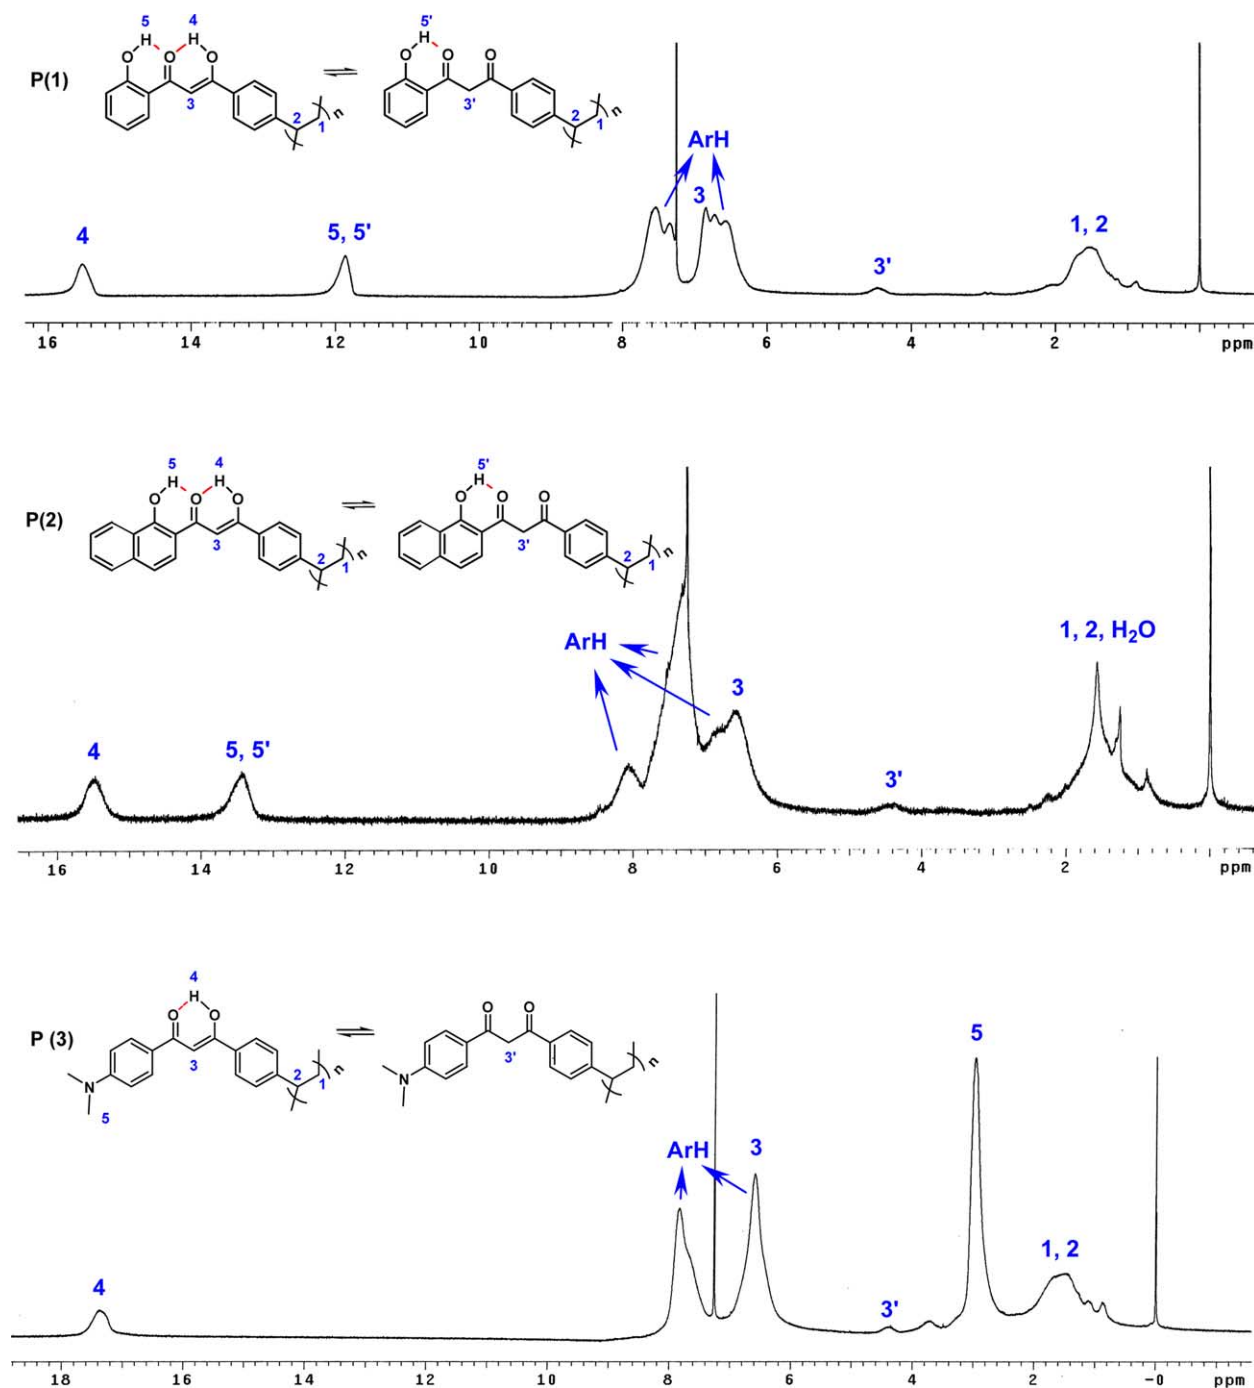 5 4 5'
H H H
P(1) O O O O O O
3 3'
2 1 n 2 1 n
ArH
3
4 5, 5' 3' 1, 2
16 14 12 10 8 6 4 2 ppm
5 4 5'
H H H
P(2) O O O O O O
3 3'
2 1 n 2 1 n
ArH 1, 2, H₂O
3
4 5, 5' 3'
16 14 12 10 8 6 4 2 ppm
4
H
P (3) O O O O
3 3'
2 1 n n
N N
5
5
ArH 3
4 3' 1, 2
18 16 14 12 10 8 6 4 2 -0 ppm